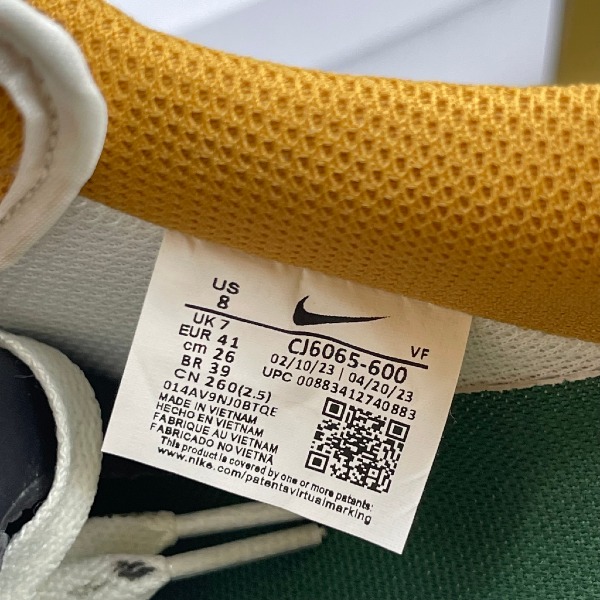 US
8
UK 7
EUR 41
cm 26
BR 39
CN 260(2.5)
014AV9NJ0BTQE
MADE IN VIETNAM
HECHO EN VIETNAM
FABRIQUE AU VIETNAM
FABRICADO NO VIETNÃ
This product is covered by one or more patents:
www.nike.com/patentsvirtualmarking
VF
CJ6065-600
02/10/23 | 04/20/23
UPC 00883412740883